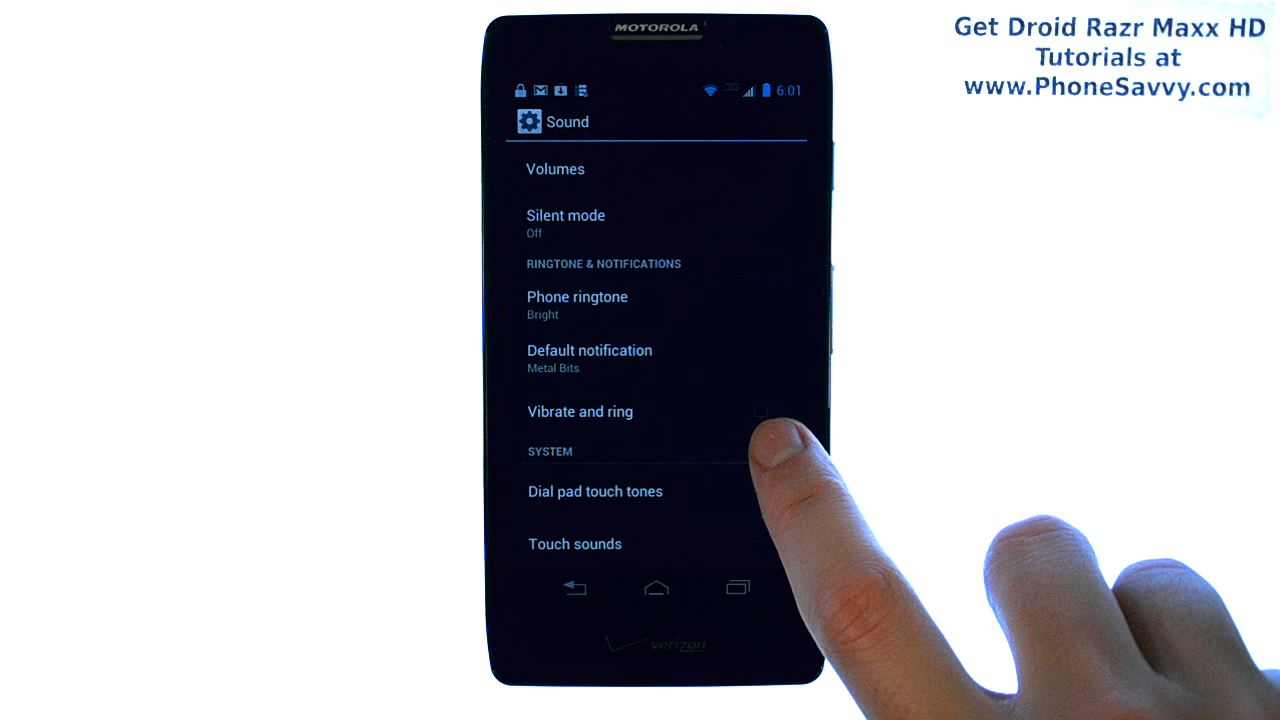 Get Droid Razr Maxx HD
Tutorials at
www.PhoneSavvy.com
MOTOROLA
3G
6:01
Sound
Volumes
Silent mode
Off
RINGTONE & NOTIFICATIONS
Phone ringtone
Bright
Default notification
Metal Bits
Vibrate and ring
SYSTEM
Dial pad touch tones
Touch sounds
verizon